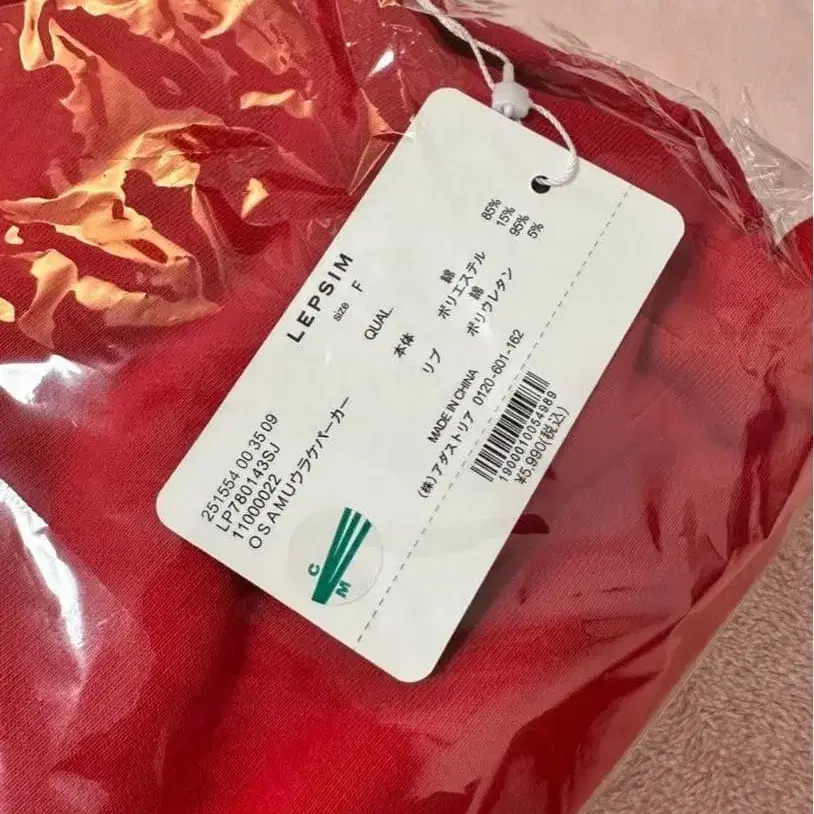 LEPSIM
size F
QUAL
本体 綿 85%
ポリエステル 15%
リブ 綿 95%
ポリウレタン 5%
MADE IN CHINA
(株)アダストリア 0120-601-162
251554 00 35 09
LP780143SJ
11000022
OSAMUウラケパーカー
1900010054989
¥5,990(税込)
C
M